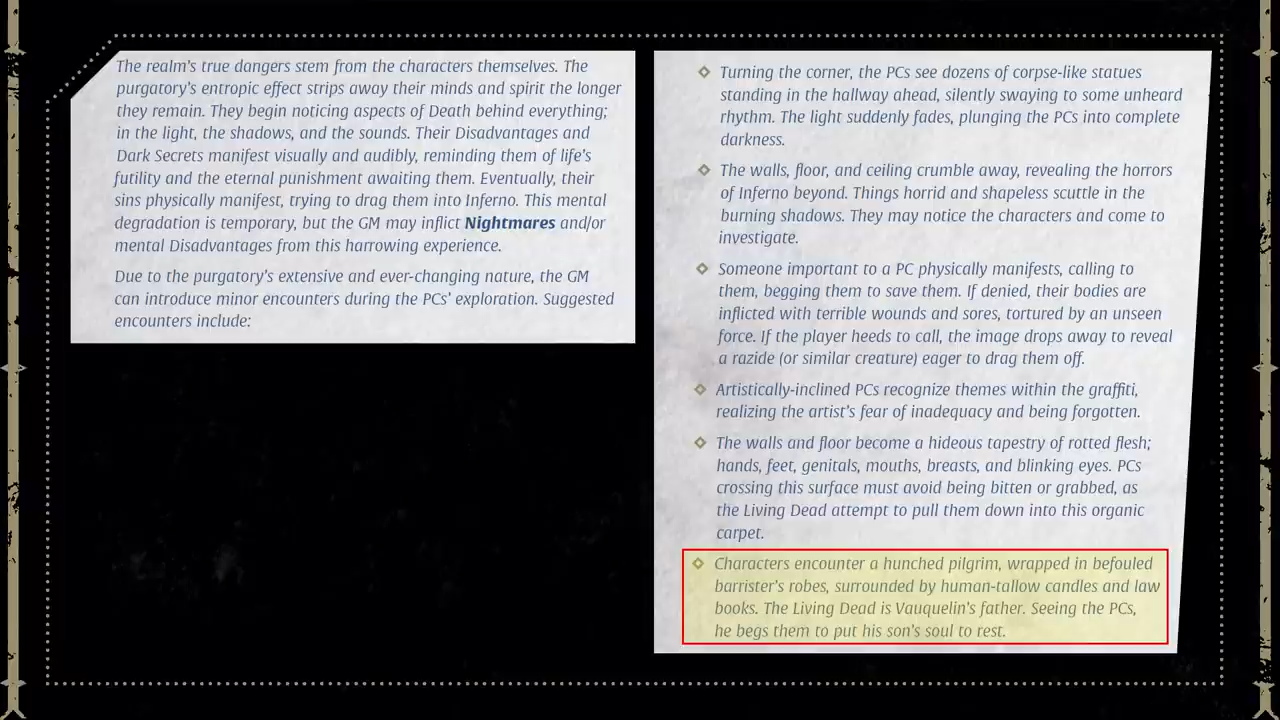 The realm's true dangers stem from the characters themselves. The
purgatory's entropic effect strips away their minds and spirit the longer
they remain. They begin noticing aspects of Death behind everything;
in the light, the shadows, and the sounds. Their Disadvantages and
Dark Secrets manifest visually and audibly, reminding them of life's
futility and the eternal punishment awaiting them. Eventually, their
sins physically manifest, trying to drag them into Inferno. This mental
degradation is temporary, but the GM may inflict Nightmares and/or
mental Disadvantages from this harrowing experience.
Due to the purgatory's extensive and ever-changing nature, the GM
can introduce minor encounters during the PCs' exploration. Suggested
encounters include:
Turning the corner, the PCs see dozens of corpse-like statues
standing in the hallway ahead, silently swaying to some unheard
rhythm. The light suddenly fades, plunging the PCs into complete
darkness.
The walls, floor, and ceiling crumble away, revealing the horrors
of Inferno beyond. Things horrid and shapeless scuttle in the
burning shadows. They may notice the characters and come to
investigate.
Someone important to a PC physically manifests, calling to
them, begging them to save them. If denied, their bodies are
inflicted with terrible wounds and sores, tortured by an unseen
force. If the player heeds to call, the image drops away to reveal
a razide (or similar creature) eager to drag them off.
Artistically-inclined PCs recognize themes within the graffiti,
realizing the artist's fear of inadequacy and being forgotten.
The walls and floor become a hideous tapestry of rotted flesh;
hands, feet, genitals, mouths, breasts, and blinking eyes. PCs
crossing this surface must avoid being bitten or grabbed, as
the Living Dead attempt to pull them down into this organic
carpet.
Characters encounter a hunched pilgrim, wrapped in befouled
barrister's robes, surrounded by human-tallow candles and law
books. The Living Dead is Vauquelin's father. Seeing the PCs,
he begs them to put his son's soul to rest.